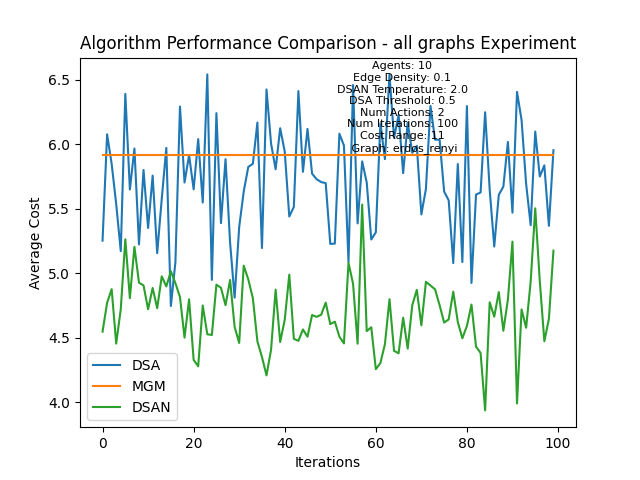 Algorithm Performance Comparison - all graphs Experiment
Agents: 10
Edge Density: 0.1
DSAN Temperature: 2.0
DSA Threshold: 0.5
Num Actions: 2
Num Iterations: 100
Cost Range: 11
Graph: erdos_renyi
6.5
6.0
5.5
5.0
4.5
4.0
Average Cost
DSA
MGM
DSAN
0
20
40
60
80
100
Iterations